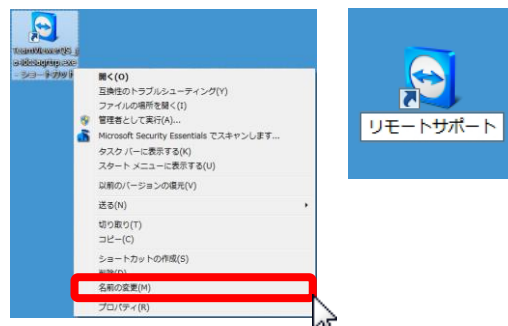 - ショートカット
開く(O)
互換性のトラブルシューティング(Y)
ファイルの場所を開く(I)
管理者として実行(A)...
Microsoft Security Essentials でスキャンします...
タスク バーに表示する(K)
スタート メニューに表示する(U)
以前のバージョンの復元(V)
送る(N)
切り取り(T)
コピー(C)
ショートカットの作成(S)
削除(D)
名前の変更(M)
プロパティ(R)
リモートサポート